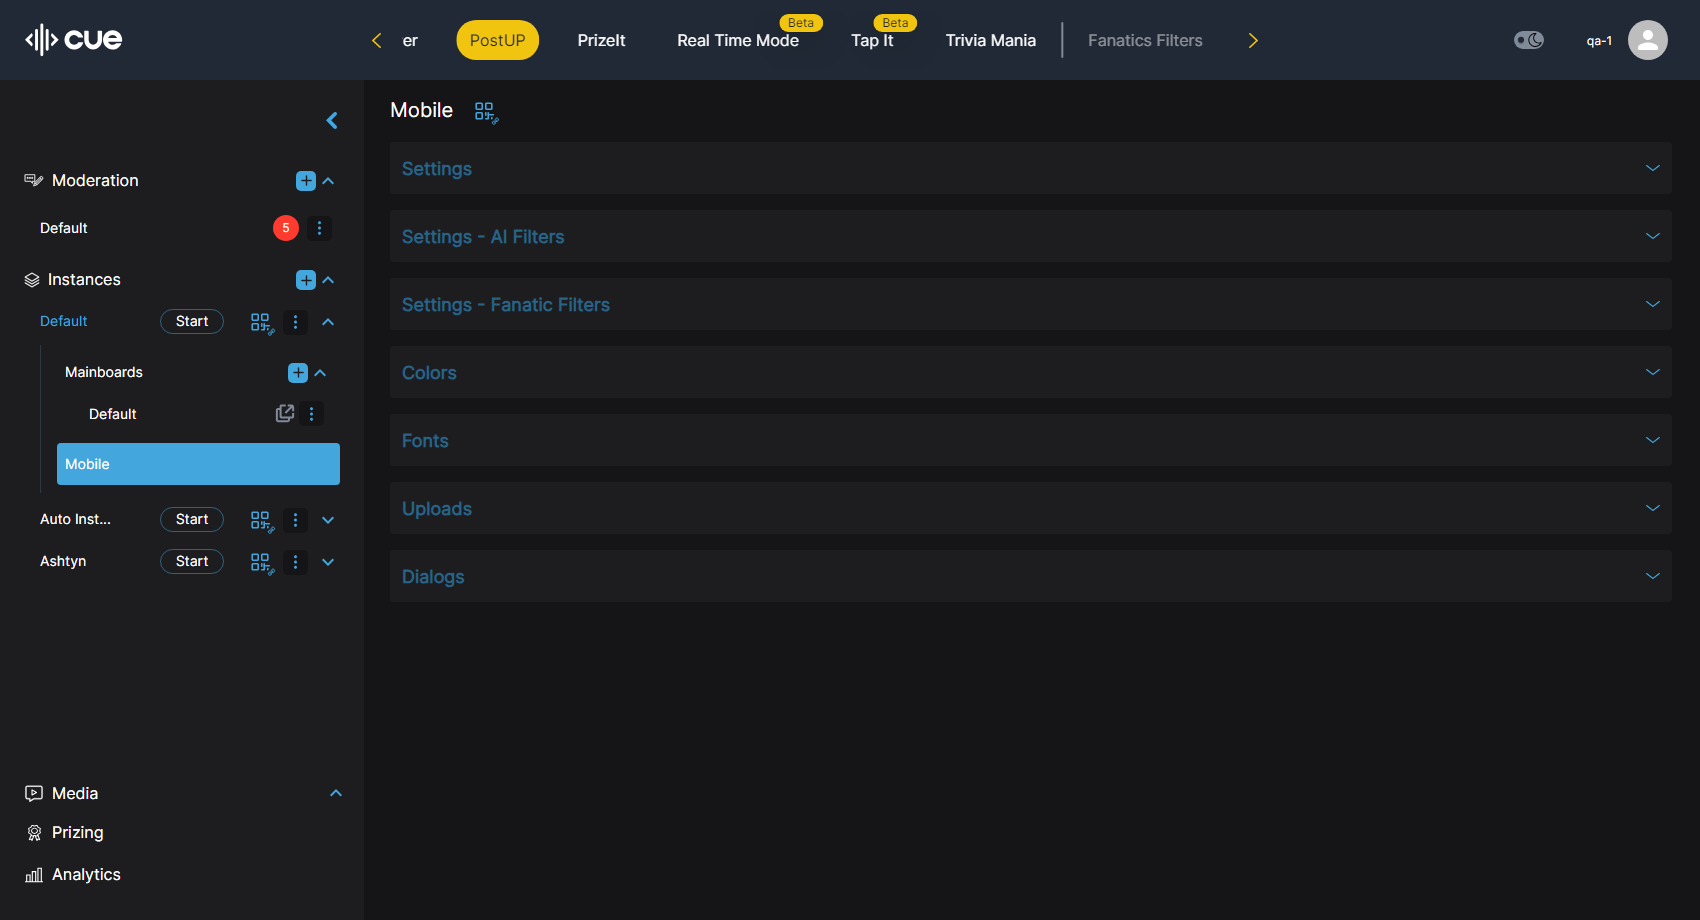 cue
er
PostUP
PrizeIt
Real Time Mode
Beta
Tap It
Beta
Trivia Mania
Fanatics Filters
qa-1
Moderation
Default
5
Instances
Default
Start
Mainboards
Default
Mobile
Auto Inst...
Start
Ashtyn
Start
Media
Prizing
Analytics
Mobile
Settings
Settings - AI Filters
Settings - Fanatic Filters
Colors
Fonts
Uploads
Dialogs